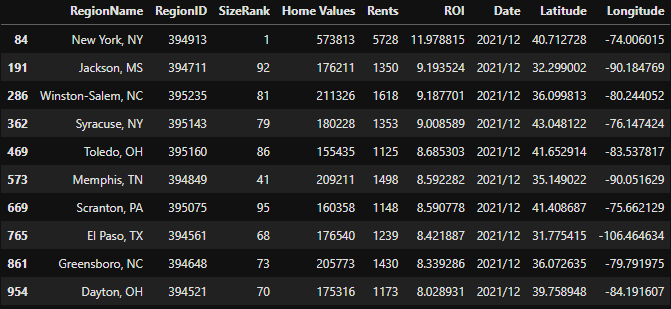 RegionName RegionID SizeRank Home Values Rents ROI Date Latitude Longitude
84 New York, NY 394913 1 573813 5728 11.978815 2021/12 40.712728 -74.006015
191 Jackson, MS 394711 92 176211 1350 9.193524 2021/12 32.299002 -90.184769
286 Winston-Salem, NC 395235 81 211326 1618 9.187701 2021/12 36.099813 -80.244052
362 Syracuse, NY 395143 79 180228 1353 9.008589 2021/12 43.048122 -76.147424
469 Toledo, OH 395160 86 155435 1125 8.685303 2021/12 41.652914 -83.537817
573 Memphis, TN 394849 41 209211 1498 8.592282 2021/12 35.149022 -90.051629
669 Scranton, PA 395075 95 160358 1148 8.590778 2021/12 41.408687 -75.662129
765 El Paso, TX 394561 68 176540 1239 8.421887 2021/12 31.775415 -106.464634
861 Greensboro, NC 394648 73 205773 1430 8.339286 2021/12 36.072635 -79.791975
954 Dayton, OH 394521 70 175316 1173 8.028931 2021/12 39.758948 -84.191607